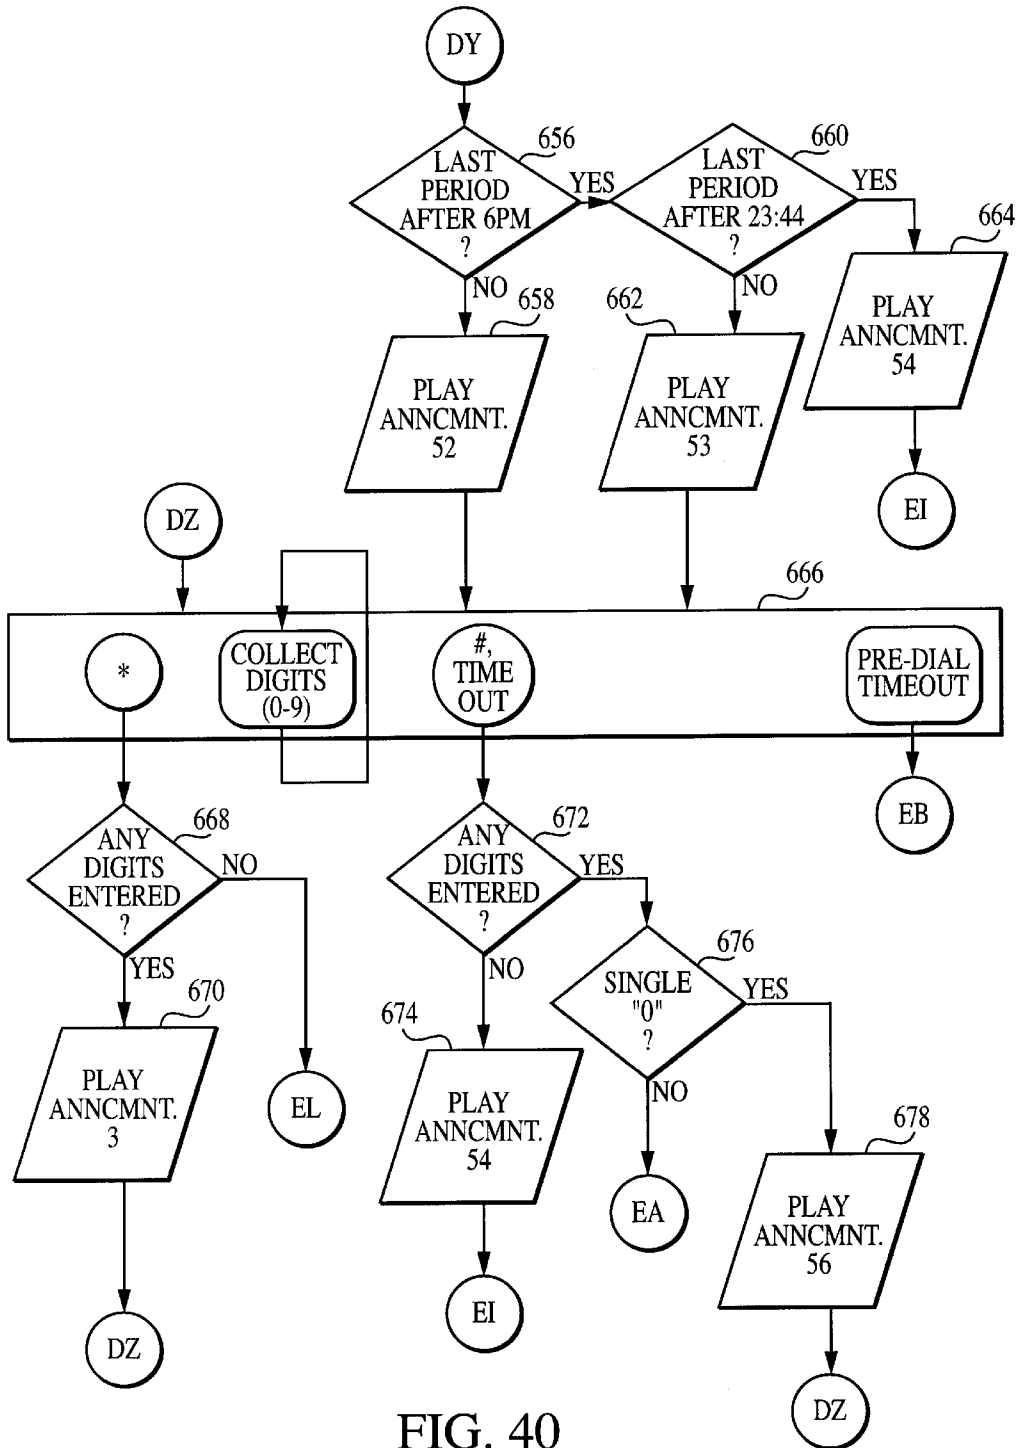 DY
656
LAST
PERIOD
AFTER 6PM
?
YES
NO
660
LAST
PERIOD
AFTER 23:44
?
YES
NO
664
PLAY
ANNCMNT.
54
658
PLAY
ANNCMNT.
52
662
PLAY
ANNCMNT.
53
EI
DZ
666
*
COLLECT
DIGITS
(0-9)
#,
TIME
OUT
PRE-DIAL
TIMEOUT
EB
668
ANY
DIGITS
ENTERED
?
NO
YES
672
ANY
DIGITS
ENTERED
?
YES
NO
676
SINGLE
"0"
?
YES
NO
670
PLAY
ANNCMNT.
3
EL
674
PLAY
ANNCMNT.
54
EA
678
PLAY
ANNCMNT.
56
DZ
EI
DZ
FIG. 40